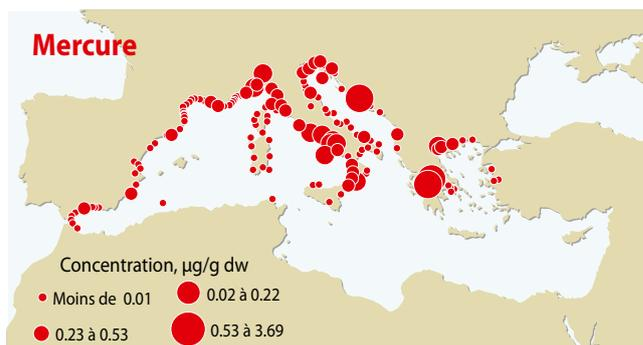 Mercure
Concentration, µg/g dw
Moins de 0.01
0.02 à 0.22
0.23 à 0.53
0.53 à 3.69